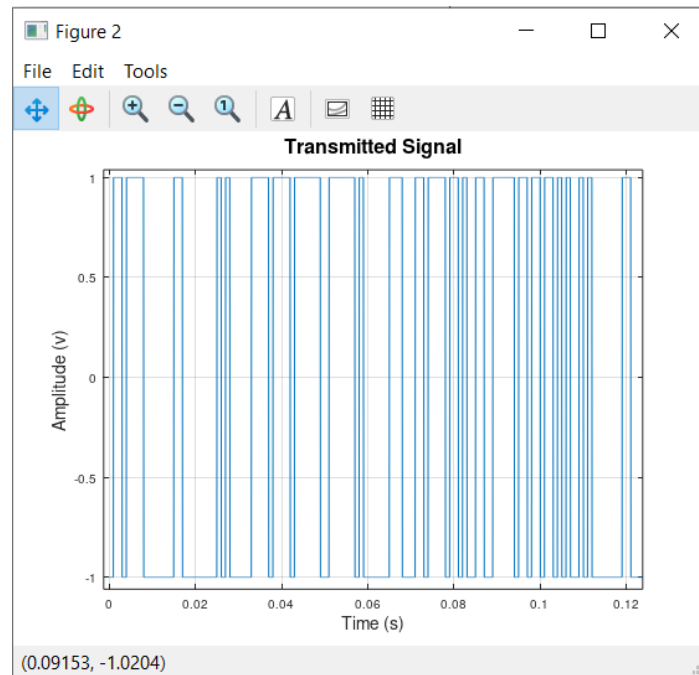 Figure 2
File Edit Tools
A
Transmitted Signal
1
0.5
0
-0.5
-1
Amplitude (v)
0 0.02 0.04 0.06 0.08 0.1 0.12
Time (s)
(0.09153, -1.0204)